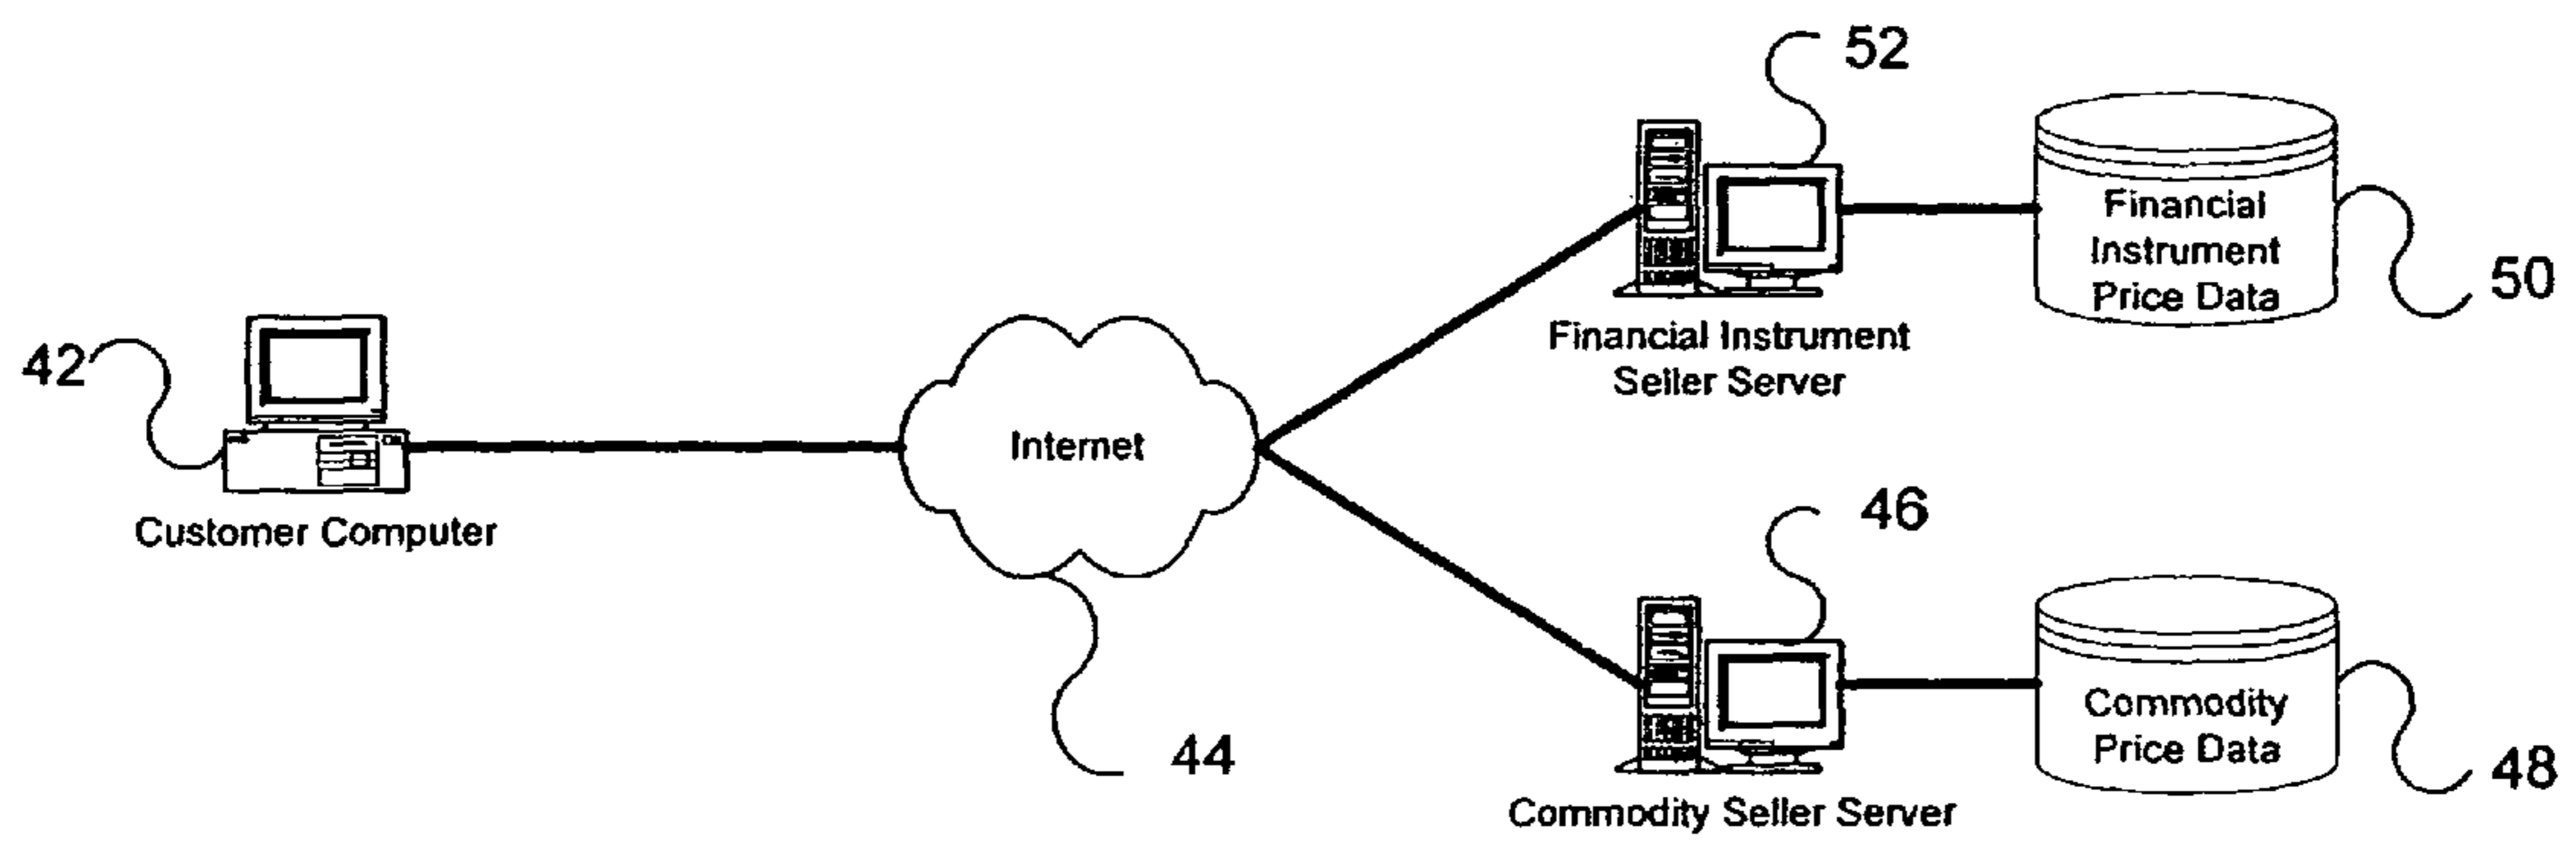 52
Financial
Instrument
Price Data
50
Financial Instrument
Seller Server
42
Customer Computer
Internet
44
46
Commodity
Price Data
48
Commodity Seller Server